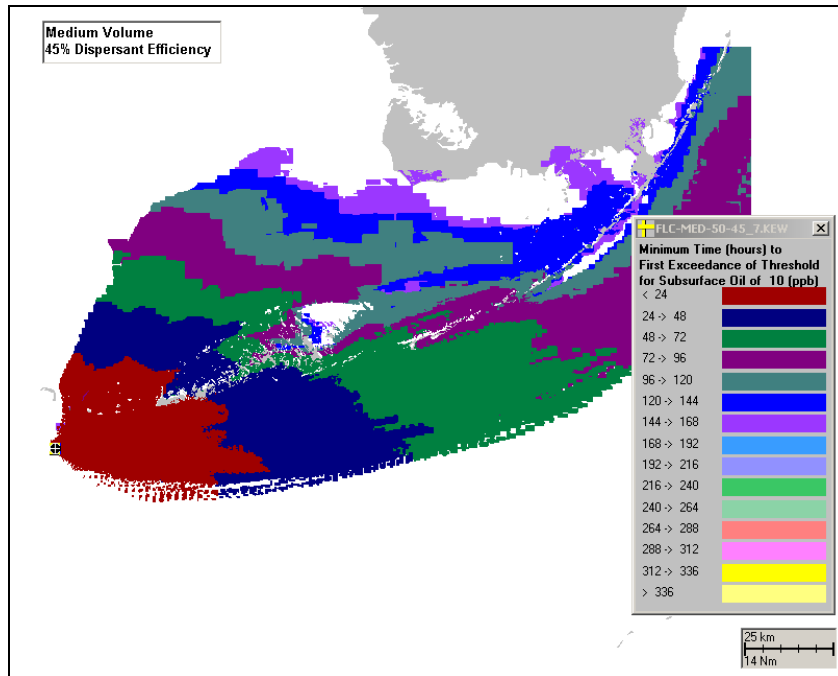 Medium Volume
45% Dispersant Efficiency
FLC-MED-50-45_7.KEW
Minimum Time (hours) to
First Exceedance of Threshold
for Subsurface Oil of 10 (ppb)
< 24
24 -> 48
48 -> 72
72 -> 96
96 -> 120
120 -> 144
144 -> 168
168 -> 192
192 -> 216
216 -> 240
240 -> 264
264 -> 288
288 -> 312
312 -> 336
> 336
25 km
14 Nm